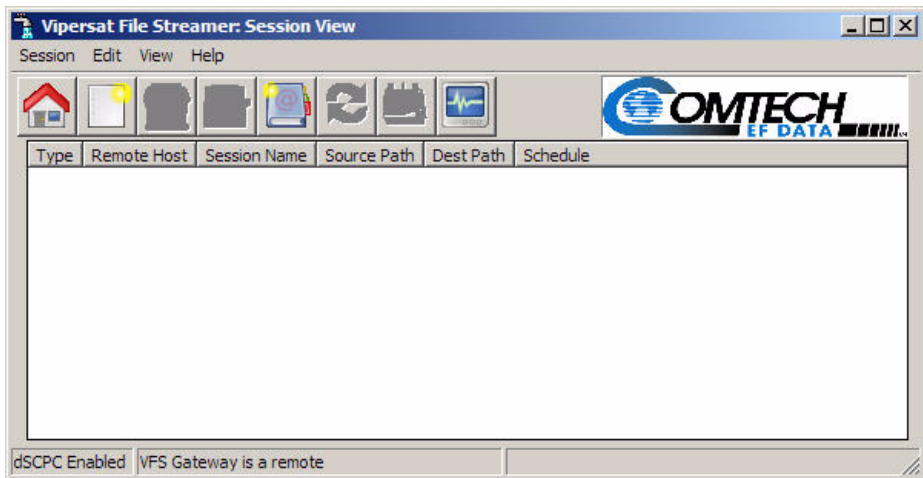 Vipersat File Streamer: Session View
Session Edit View Help
COMTECH
EF DATA
Type Remote Host Session Name Source Path Dest Path Schedule
dSCPC Enabled VFS Gateway is a remote